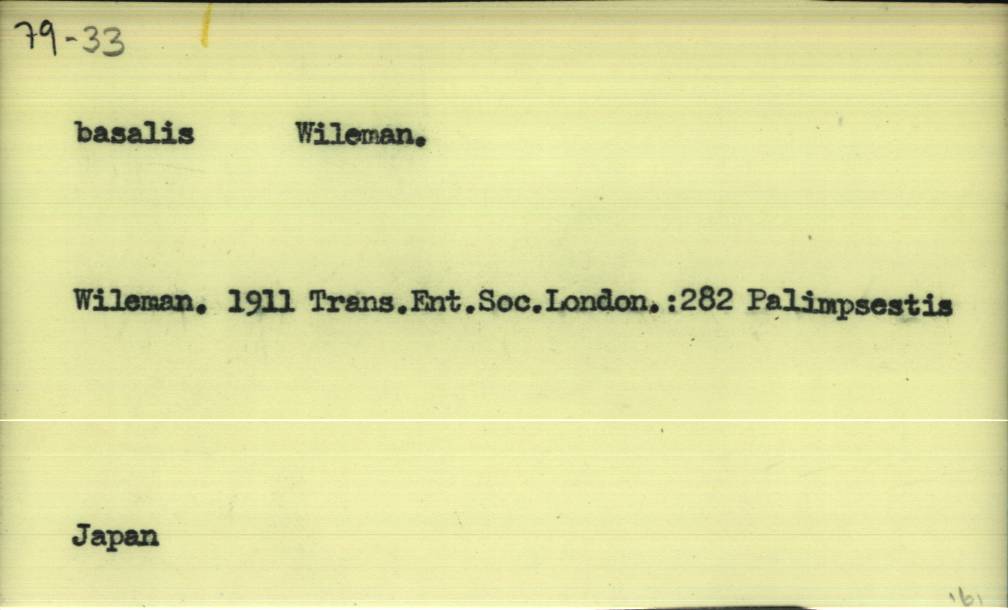 79-33
basalis Wileman.
Wileman. 1911 Trans.Ent.Soc.London.:282 Palimpsestis
Japan